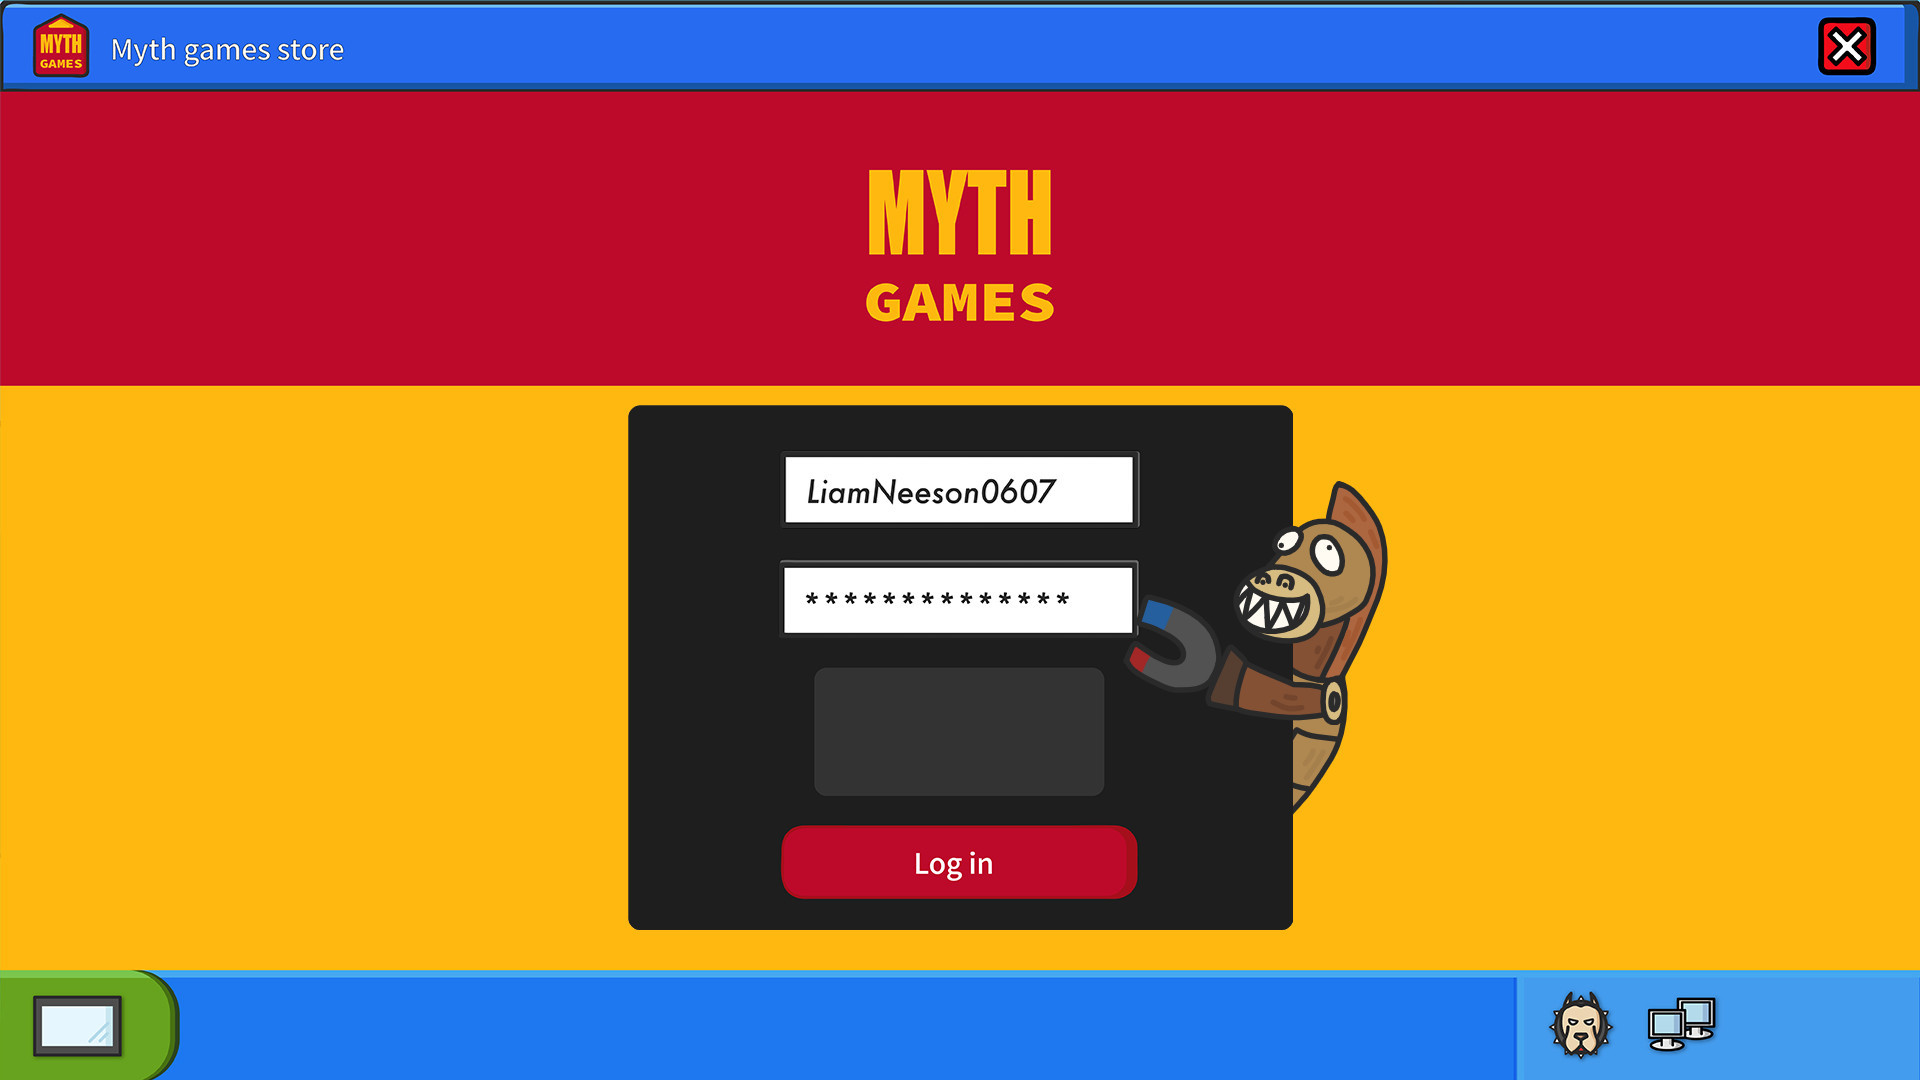 MYTH
GAMES
Myth games store
MYTH
GAMES
LiamNeeson0607
**************
Log in